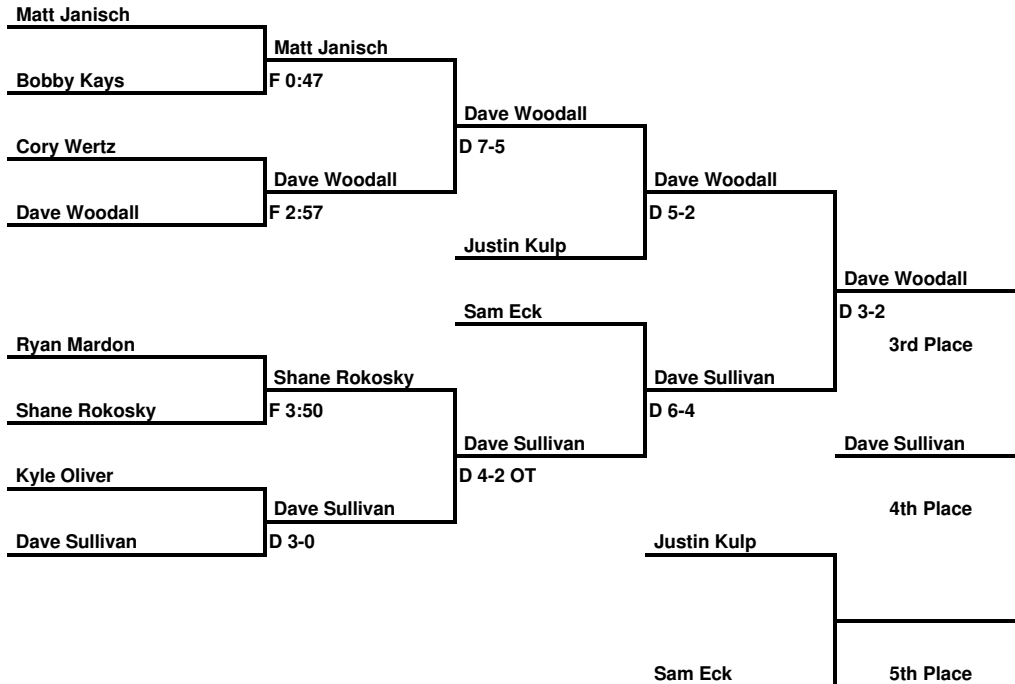 Matt Janisch
Matt Janisch
Bobby Kays
F 0:47
Dave Woodall
Cory Wertz
D 7-5
Dave Woodall
Dave Woodall
Dave Woodall
F 2:57
D 5-2
Justin Kulp
Dave Woodall
Sam Eck
D 3-2
Ryan Mardon
3rd Place
Shane Rokosky
Dave Sullivan
Shane Rokosky
F 3:50
D 6-4
Dave Sullivan
Dave Sullivan
Kyle Oliver
D 4-2 OT
Dave Sullivan
4th Place
Dave Sullivan
D 3-0
Justin Kulp
Sam Eck
5th Place